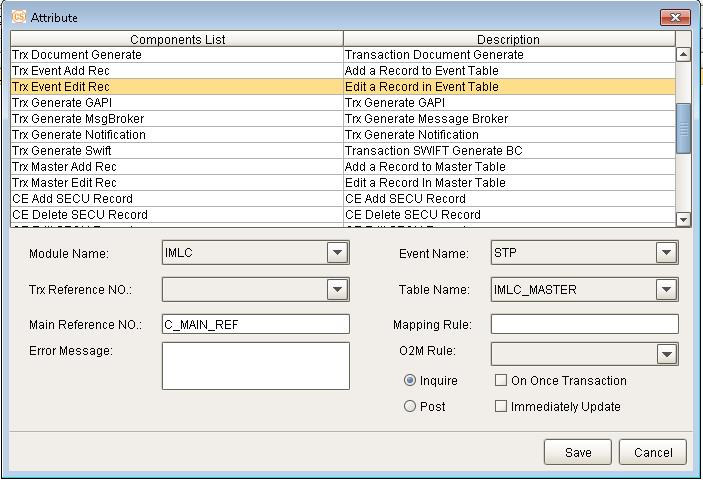 CS Attribute
Components List Description
Trx Document Generate Transaction Document Generate
Trx Event Add Rec Add a Record to Event Table
Trx Event Edit Rec Edit a Record in Event Table
Trx Generate GAPI Trx Generate GAPI
Trx Generate MsgBroker Trx Generate Message Broker
Trx Generate Notification Trx Generate Notification
Trx Generate Swift Transaction SWIFT Generate BC
Trx Master Add Rec Add a Record to Master Table
Trx Master Edit Rec Edit a Record In Master Table
CE Add SECU Record CE Add SECU Record
CE Delete SECU Record CE Delete SECU Record
Module Name: IMLC Event Name: STP
Trx Reference NO.: Table Name: IMLC_MASTER
Main Reference NO.: C_MAIN_REF Mapping Rule:
Error Message: O2M Rule:
Inquire On Once Transaction
Post Immediately Update
Save Cancel